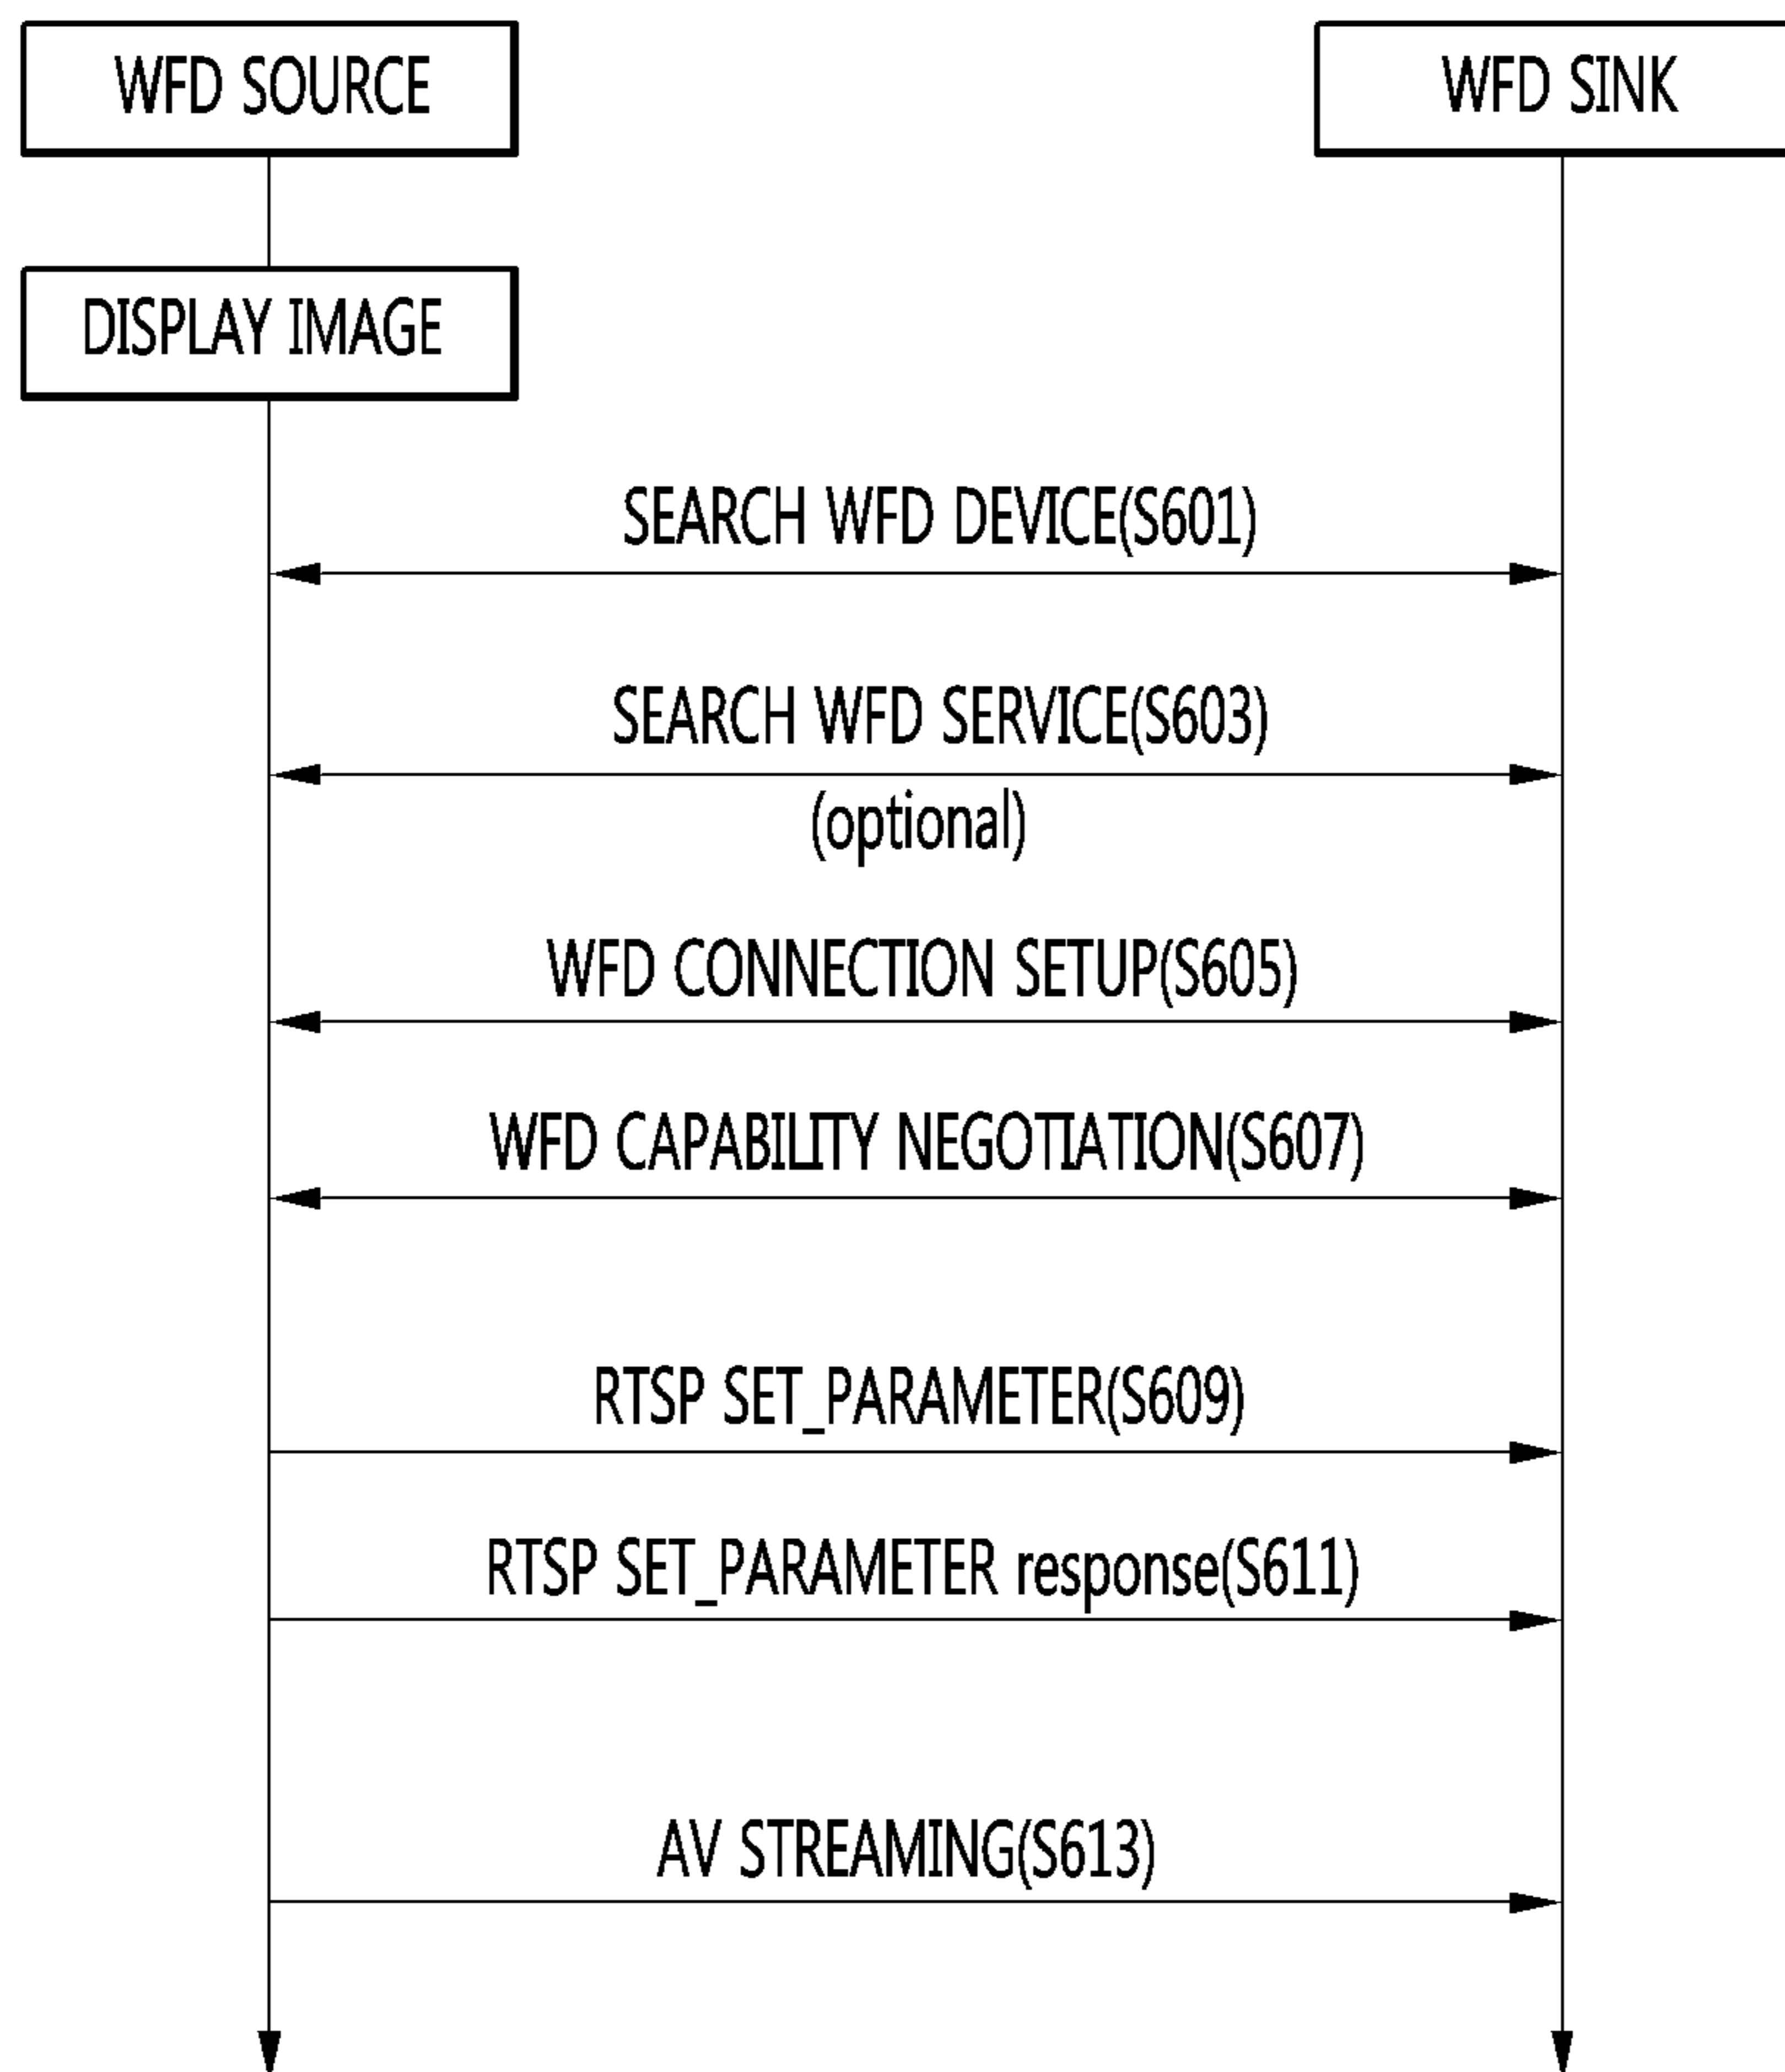 WFD SOURCE
WFD SINK
DISPLAY IMAGE
SEARCH WFD DEVICE(S601)
SEARCH WFD SERVICE(S603)
(optional)
WFD CONNECTION SETUP(S605)
WFD CAPABILITY NEGOTIATION(S607)
RTSP SET_PARAMETER(S609)
RTSP SET_PARAMETER response(S611)
AV STREAMING(S613)